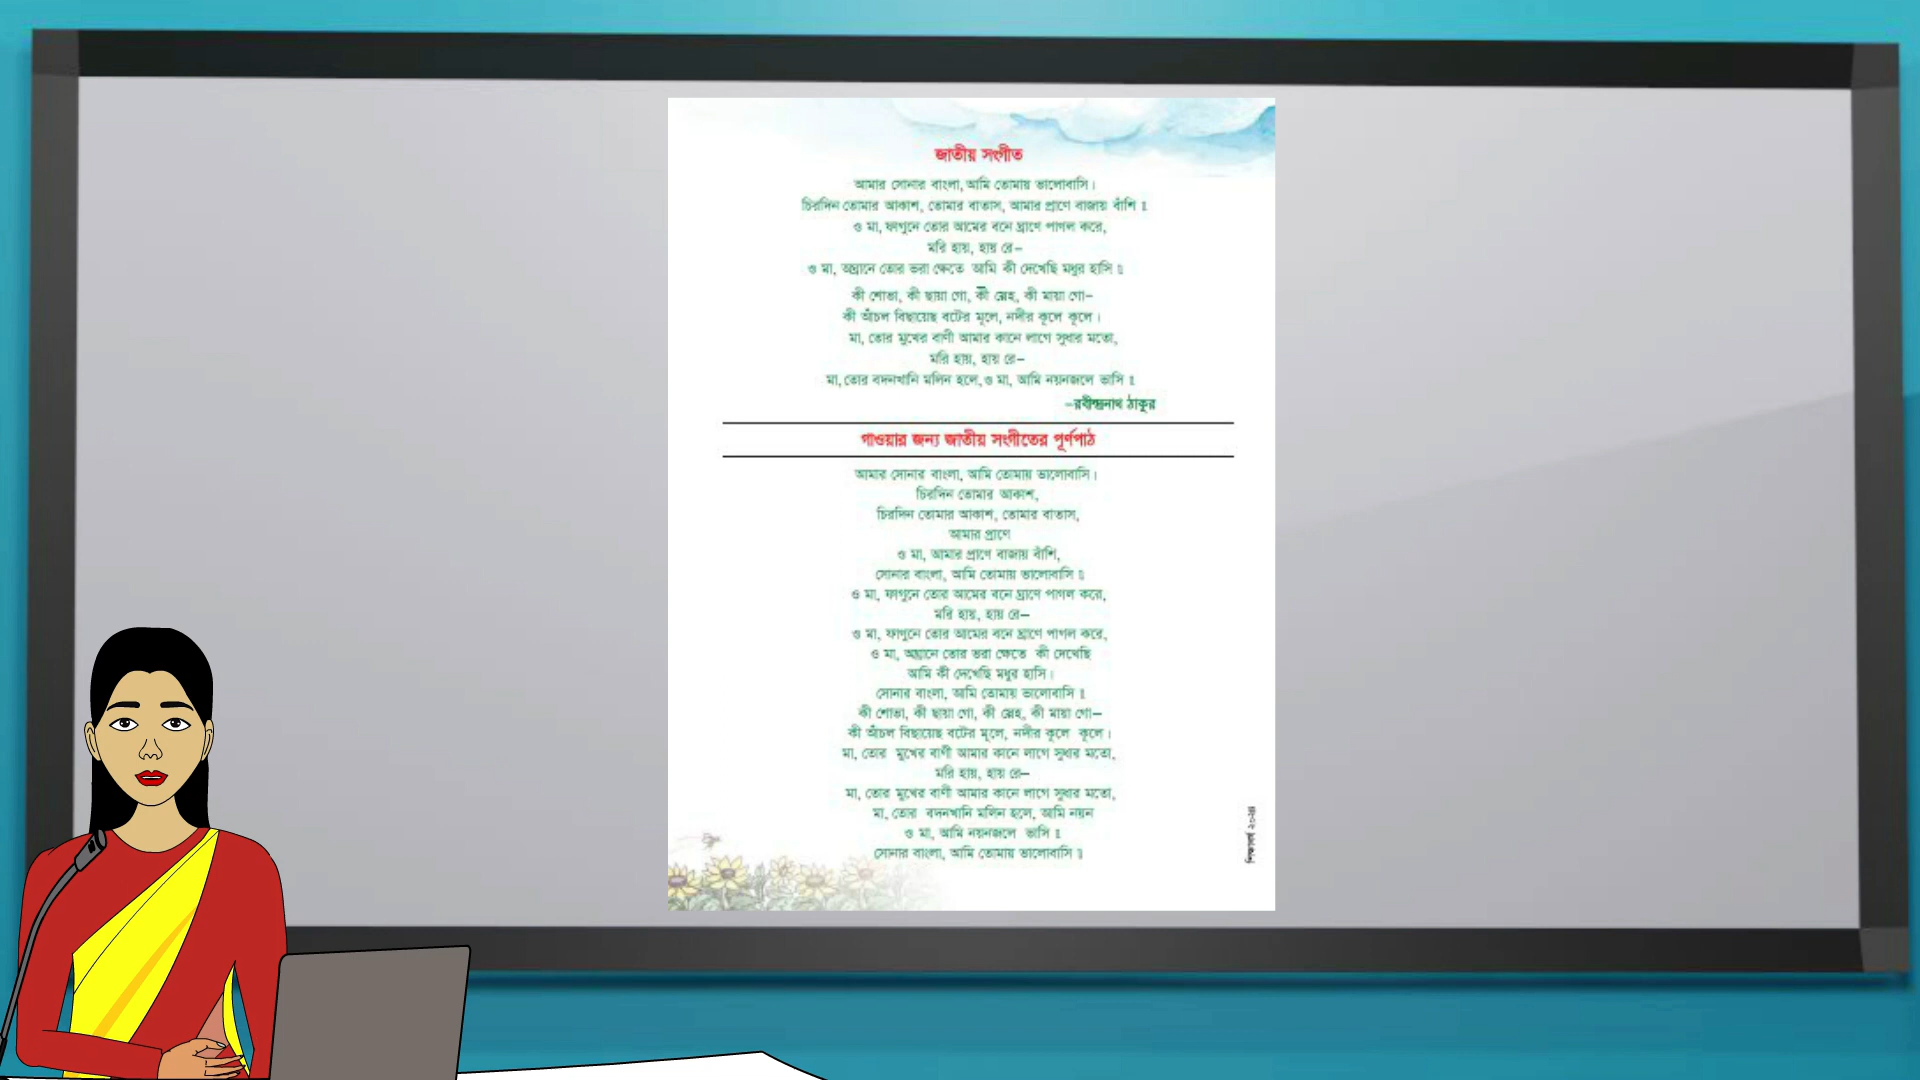 জাতীয় সংগীত
আমার সোনার বাংলা, আমি তোমায় ভালোবাসি।
চিরদিন তোমার আকাশ, তোমার বাতাস, আমার প্রাণে বাজায় বাঁশি ॥
ও মা, ফাগুনে তোর আমের বনে ঘ্রাণে পাগল করে,
মরি হায়, হায় রে—
ও মা, অঘ্রানে তোর ভরা ক্ষেতে আমি কী দেখেছি মধুর হাসি ॥
কী শোভা, কী ছায়া গো, কী স্নেহ, কী মায়া গো—
কী আঁচল বিছায়েছ বটের মূলে, নদীর কূলে কূলে।
মা, তোর মুখের বাণী আমার কানে লাগে সুধার মতো,
মরি হায়, হায় রে—
মা, তোর বদনখানি মলিন হলে, ও মা, আমি নয়নজলে ভাসি ॥
—রবীন্দ্রনাথ ঠাকুর
গাওয়ার জন্য জাতীয় সংগীতের পূর্ণপাঠ
আমার সোনার বাংলা, আমি তোমায় ভালোবাসি।
চিরদিন তোমার আকাশ,
চিরদিন তোমার আকাশ, তোমার বাতাস,
আমার প্রাণে
ও মা, আমার প্রাণে বাজায় বাঁশি,
সোনার বাংলা, আমি তোমায় ভালোবাসি ॥
ও মা, ফাগুনে তোর আমের বনে ঘ্রাণে পাগল করে,
মরি হায়, হায় রে—
ও মা, ফাগুনে তোর আমের বনে ঘ্রাণে পাগল করে,
ও মা, অঘ্রানে তোর ভরা ক্ষেতে কী দেখেছি
আমি কী দেখেছি মধুর হাসি।
সোনার বাংলা, আমি তোমায় ভালোবাসি ॥
কী শোভা, কী ছায়া গো, কী স্নেহ, কী মায়া গো—
কী আঁচল বিছায়েছ বটের মূলে, নদীর কূলে কূলে।
মা, তোর মুখের বাণী আমার কানে লাগে সুধার মতো,
মরি হায়, হায় রে—
মা, তোর মুখের বাণী আমার কানে লাগে সুধার মতো,
মা, তোর বদনখানি মলিন হলে, আমি নয়ন
ও মা, আমি নয়নজলে ভাসি ॥
সোনার বাংলা, আমি তোমায় ভালোবাসি ॥
শিক্ষাবর্ষ ২০২৪